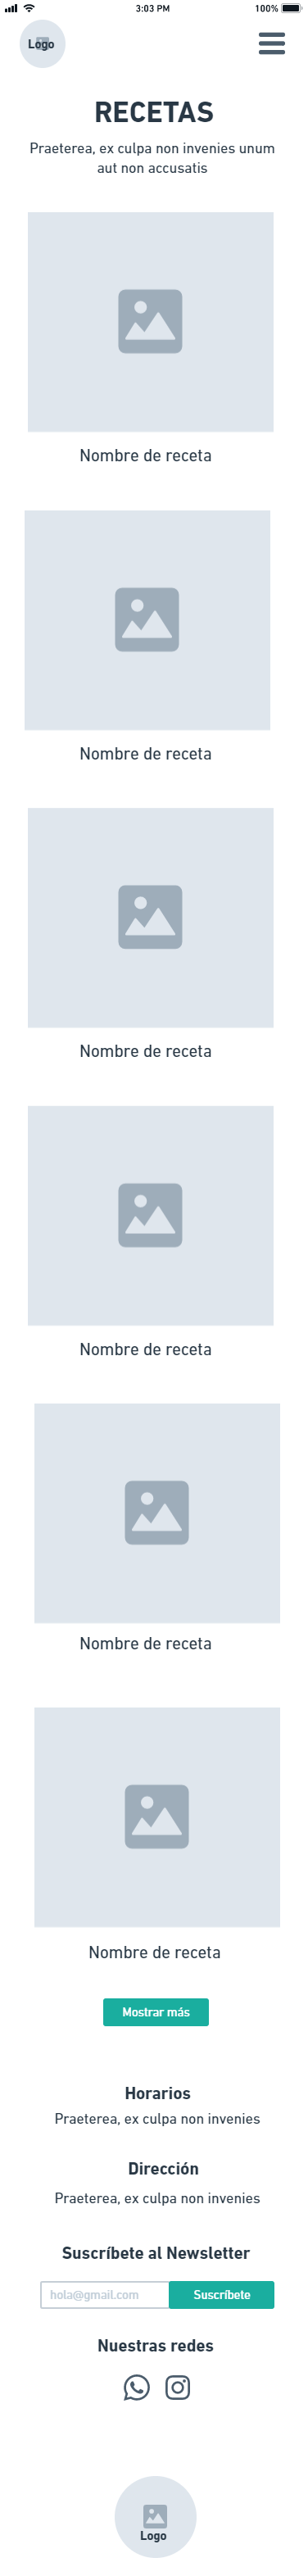 3:03 PM
100%
Logo
RECETAS
Praeterea, ex culpa non invenies unum
aut non accusatis
Nombre de receta
Nombre de receta
Nombre de receta
Nombre de receta
Nombre de receta
Nombre de receta
Mostrar más
Horarios
Praeterea, ex culpa non invenies
Dirección
Praeterea, ex culpa non invenies
Suscríbete al Newsletter
hola@gmail.com
Suscríbete
Nuestras redes
Logo